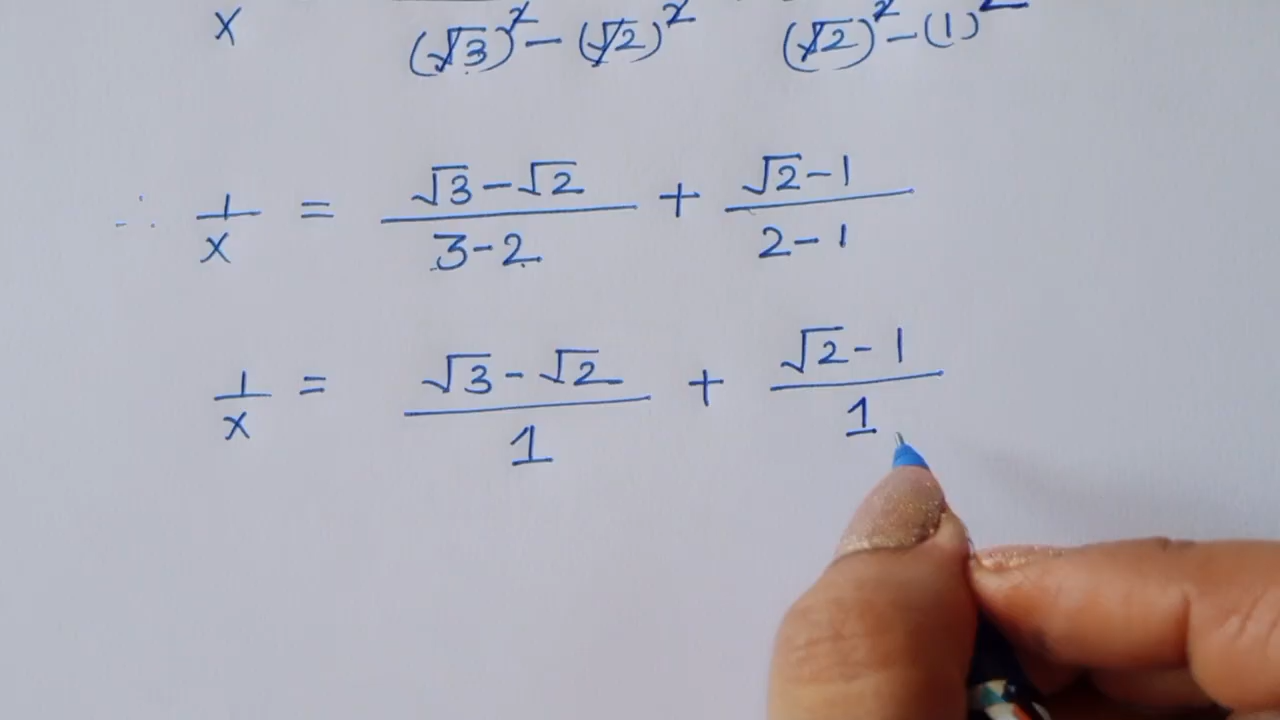 x (√3)² - (√2)² (√2)² - (1)²
∴ 1/x = (√3 - √2)/(3 - 2) + (√2 - 1)/(2 - 1)
1/x = (√3 - √2)/1 + (√2 - 1)/1